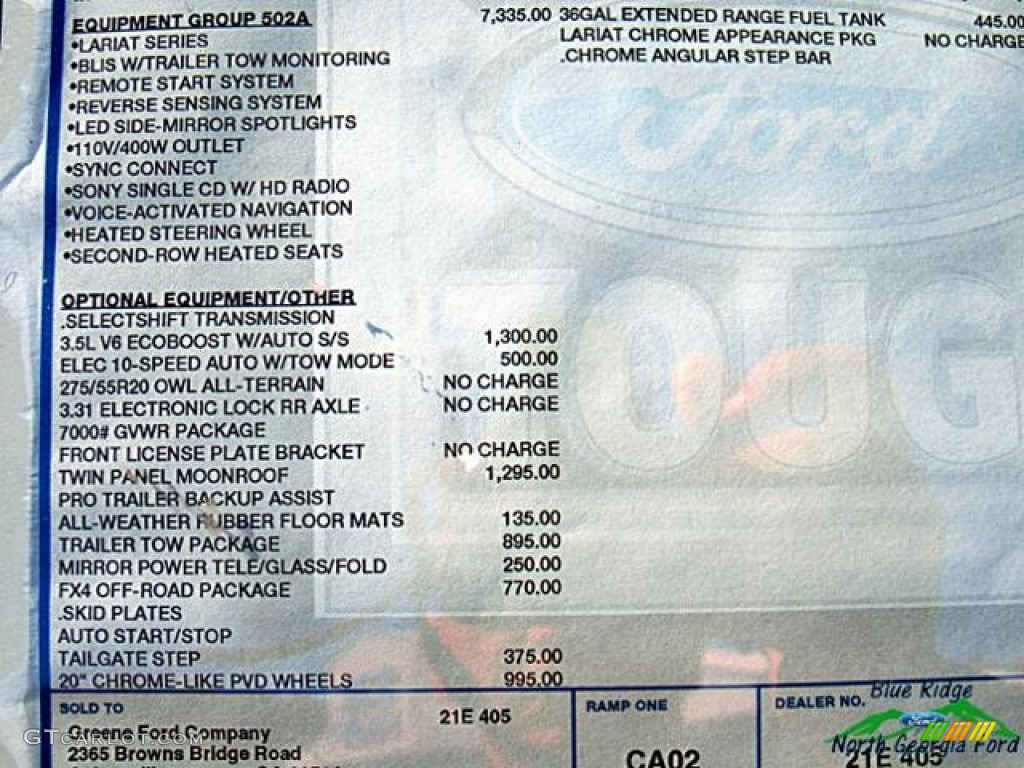 EQUIPMENT GROUP 502A 7,335.00
•LARIAT SERIES
•BLIS W/TRAILER TOW MONITORING
•REMOTE START SYSTEM
•REVERSE SENSING SYSTEM
•LED SIDE-MIRROR SPOTLIGHTS
•110V/400W OUTLET
•SYNC CONNECT
•SONY SINGLE CD W/ HD RADIO
•VOICE-ACTIVATED NAVIGATION
•HEATED STEERING WHEEL
•SECOND-ROW HEATED SEATS
OPTIONAL EQUIPMENT/OTHER
.SELECTSHIFT TRANSMISSION
3.5L V6 ECOBOOST W/AUTO S/S 1,300.00
ELEC 10-SPEED AUTO W/TOW MODE 500.00
275/55R20 OWL ALL-TERRAIN NO CHARGE
3.31 ELECTRONIC LOCK RR AXLE NO CHARGE
7000# GVWR PACKAGE
FRONT LICENSE PLATE BRACKET NO CHARGE
TWIN PANEL MOONROOF 1,295.00
PRO TRAILER BACKUP ASSIST
ALL-WEATHER RUBBER FLOOR MATS 135.00
TRAILER TOW PACKAGE 895.00
MIRROR POWER TELE/GLASS/FOLD 250.00
FX4 OFF-ROAD PACKAGE 770.00
.SKID PLATES
AUTO START/STOP
TAILGATE STEP 375.00
20" CHROME-LIKE PVD WHEELS 995.00
36GAL EXTENDED RANGE FUEL TANK 445.00
LARIAT CHROME APPEARANCE PKG NO CHARGE
.CHROME ANGULAR STEP BAR
Ford
TOUG
SOLD TO
21E 405
Greene Ford Company
2365 Browns Bridge Road
RAMP ONE
CA02
DEALER NO.
21E 405
GTcarlot.com
Blue Ridge
Ford
North Georgia Ford